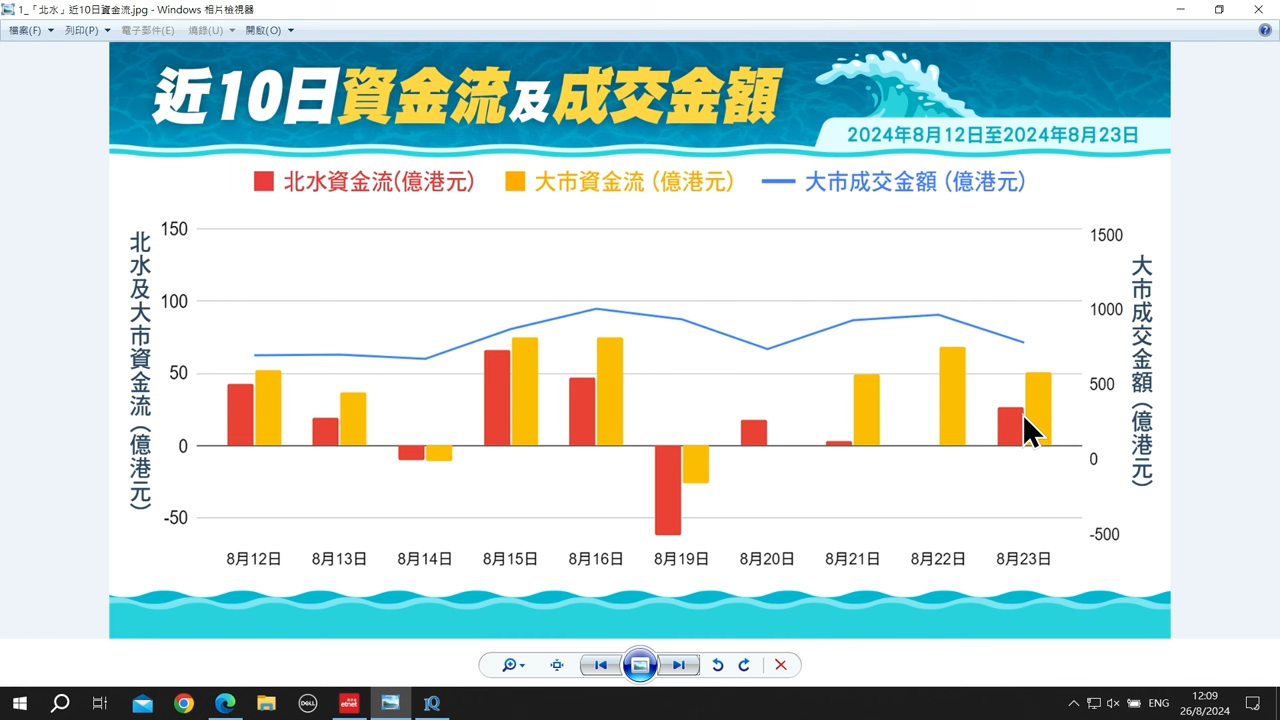 1_「北水」近10日資金流.jpg - Windows 相片檢視器
檔案(F) 列印(P) 電子郵件(E) 燒錄(U) 開啟(O)
近10日資金流及成交金額
2024年8月12日至2024年8月23日
北水資金流(億港元) 大市資金流 (億港元) 大市成交金額 (億港元)
北水及大市資金流(億港元)
150
100
50
0
-50
1500
1000
500
0
-500
大市成交金額(億港元)
8月12日 8月13日 8月14日 8月15日 8月16日 8月19日 8月20日 8月21日 8月22日 8月23日
DELL
etnet
IQ
ENG
12:09
26/8/2024